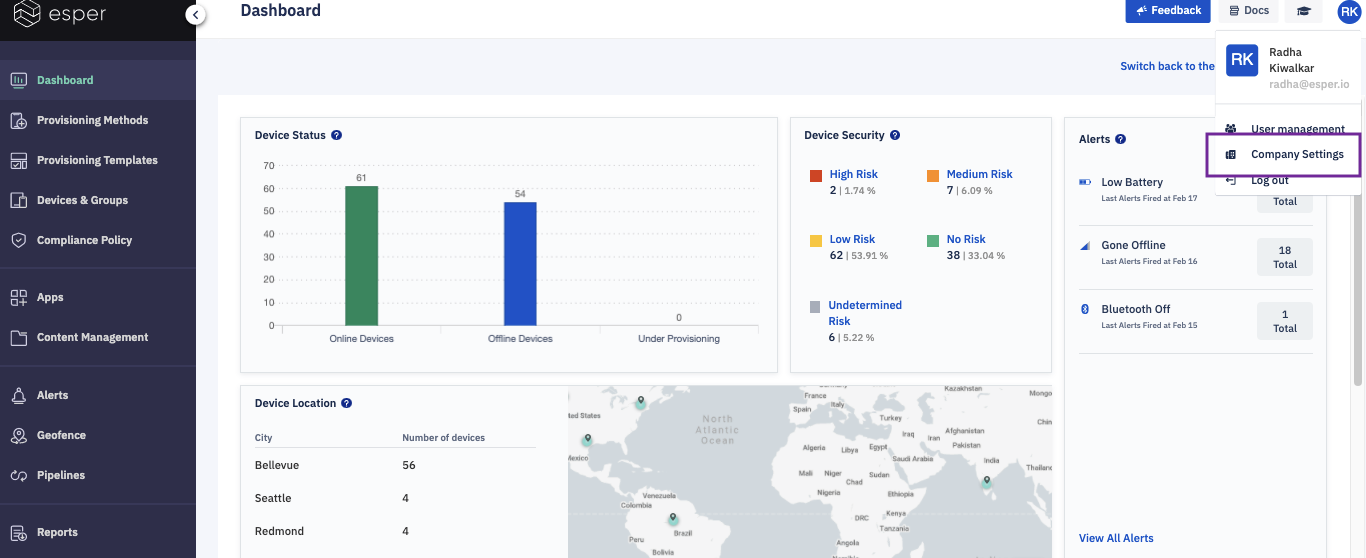 esper
Dashboard
Feedback
Docs
RK
Dashboard
Provisioning Methods
Provisioning Templates
Devices & Groups
Compliance Policy
Apps
Content Management
Alerts
Geofence
Pipelines
Reports
Switch back to the
RK
Radha
Kiwalkar
radha@esper.io
User management
Company Settings
Log out
Device Status ?
70
60
50
40
30
20
10
0
61
54
0
Online Devices
Offline Devices
Under Provisioning
Device Security ?
High Risk
2 | 1.74 %
Medium Risk
7 | 6.09 %
Low Risk
62 | 53.91 %
No Risk
38 | 33.04 %
Undetermined
Risk
6 | 5.22 %
Alerts ?
Low Battery
Last Alerts Fired at Feb 17
Total
Gone Offline
Last Alerts Fired at Feb 16
18
Total
Bluetooth Off
Last Alerts Fired at Feb 15
1
Total
View All Alerts
Device Location ?
City
Number of devices
Bellevue
56
Seattle
4
Redmond
4
ted States
Mexico
North
Atlantic
Ocean
Venezuela
Colombia
Peru
Brazil
Bolivia
France
Spain
Italy
Turkey
Kazakhstan
Mongo
Chin
Iraq
Iran
Afghanistan
Pakistan
Algeria
Libya
Egypt
Saudi Arabia
India
Thailand
Mali
Niger
Chad
Sudan
Nigeria
Ethiopia
DRC
Kenya
Tanzania
Angola